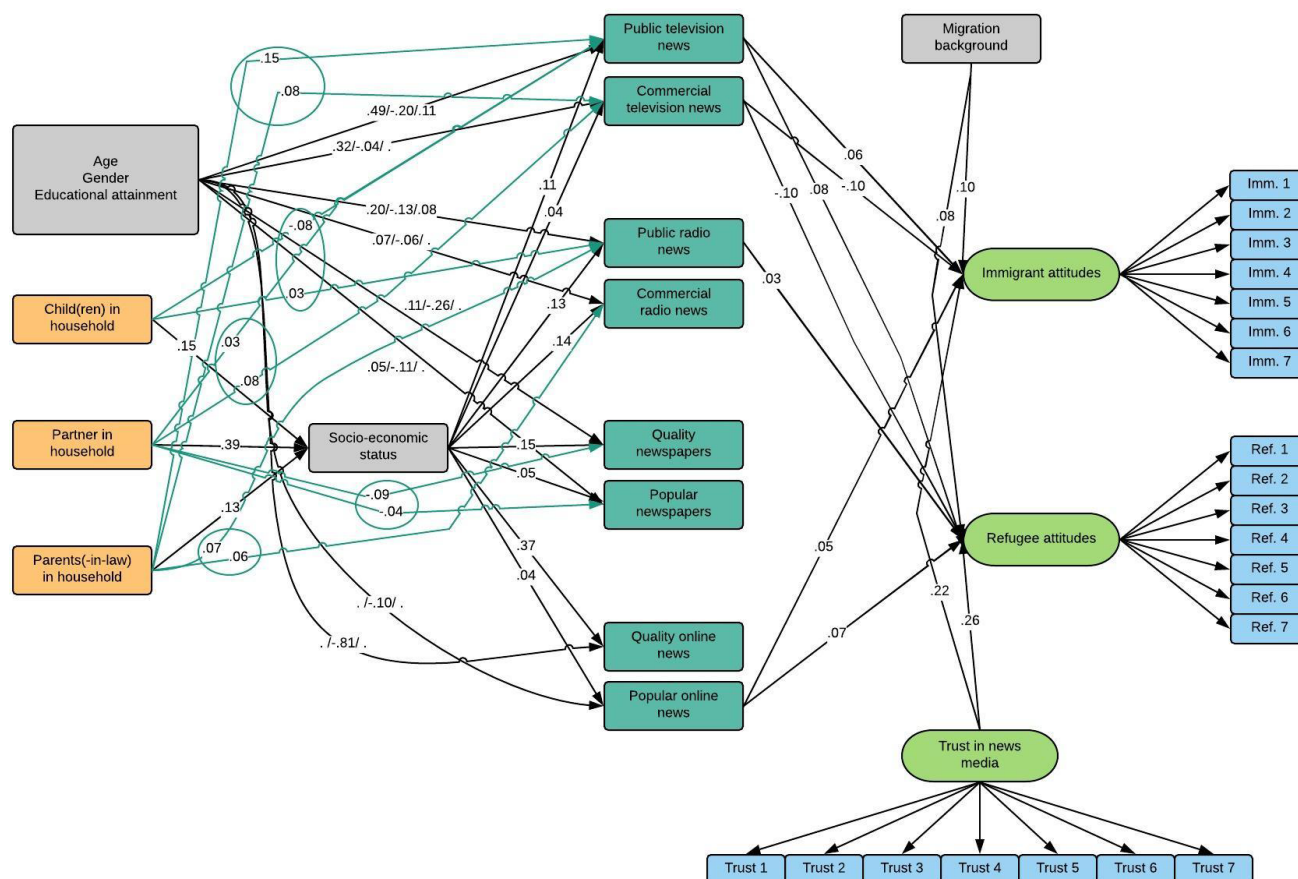 Public television
news
Migration
background
.15
.08
Commercial
television news
.49/-.20/.11
.32/-.04/ .
Age
Gender
Educational attainment
.06
-.10
-.10
.08
.11
.04
.08
.10
Imm. 1
Imm. 2
Imm. 3
Imm. 4
Imm. 5
Imm. 6
Imm. 7
.20/-.13/.08
.07/-.06/ .
-.08
.03
Public radio
news
.03
Immigrant attitudes
Child(ren) in
household
.15
.03
.08
.11/-.26/ .
.05/-.11/ .
.13
.14
Commercial
radio news
.05
Partner in
household
.39
Socio-economic
status
.15
.05
Quality
newspapers
Popular
newspapers
-.09
-.04
.13
Ref. 1
Ref. 2
Ref. 3
Ref. 4
Ref. 5
Ref. 6
Ref. 7
Refugee attitudes
Parents(-in-law)
in household
.07
.06
.37
.04
.22
.26
.07
. /-.10/ .
. /-.81/ .
Quality online
news
Popular online
news
Trust in news
media
Trust 1
Trust 2
Trust 3
Trust 4
Trust 5
Trust 6
Trust 7